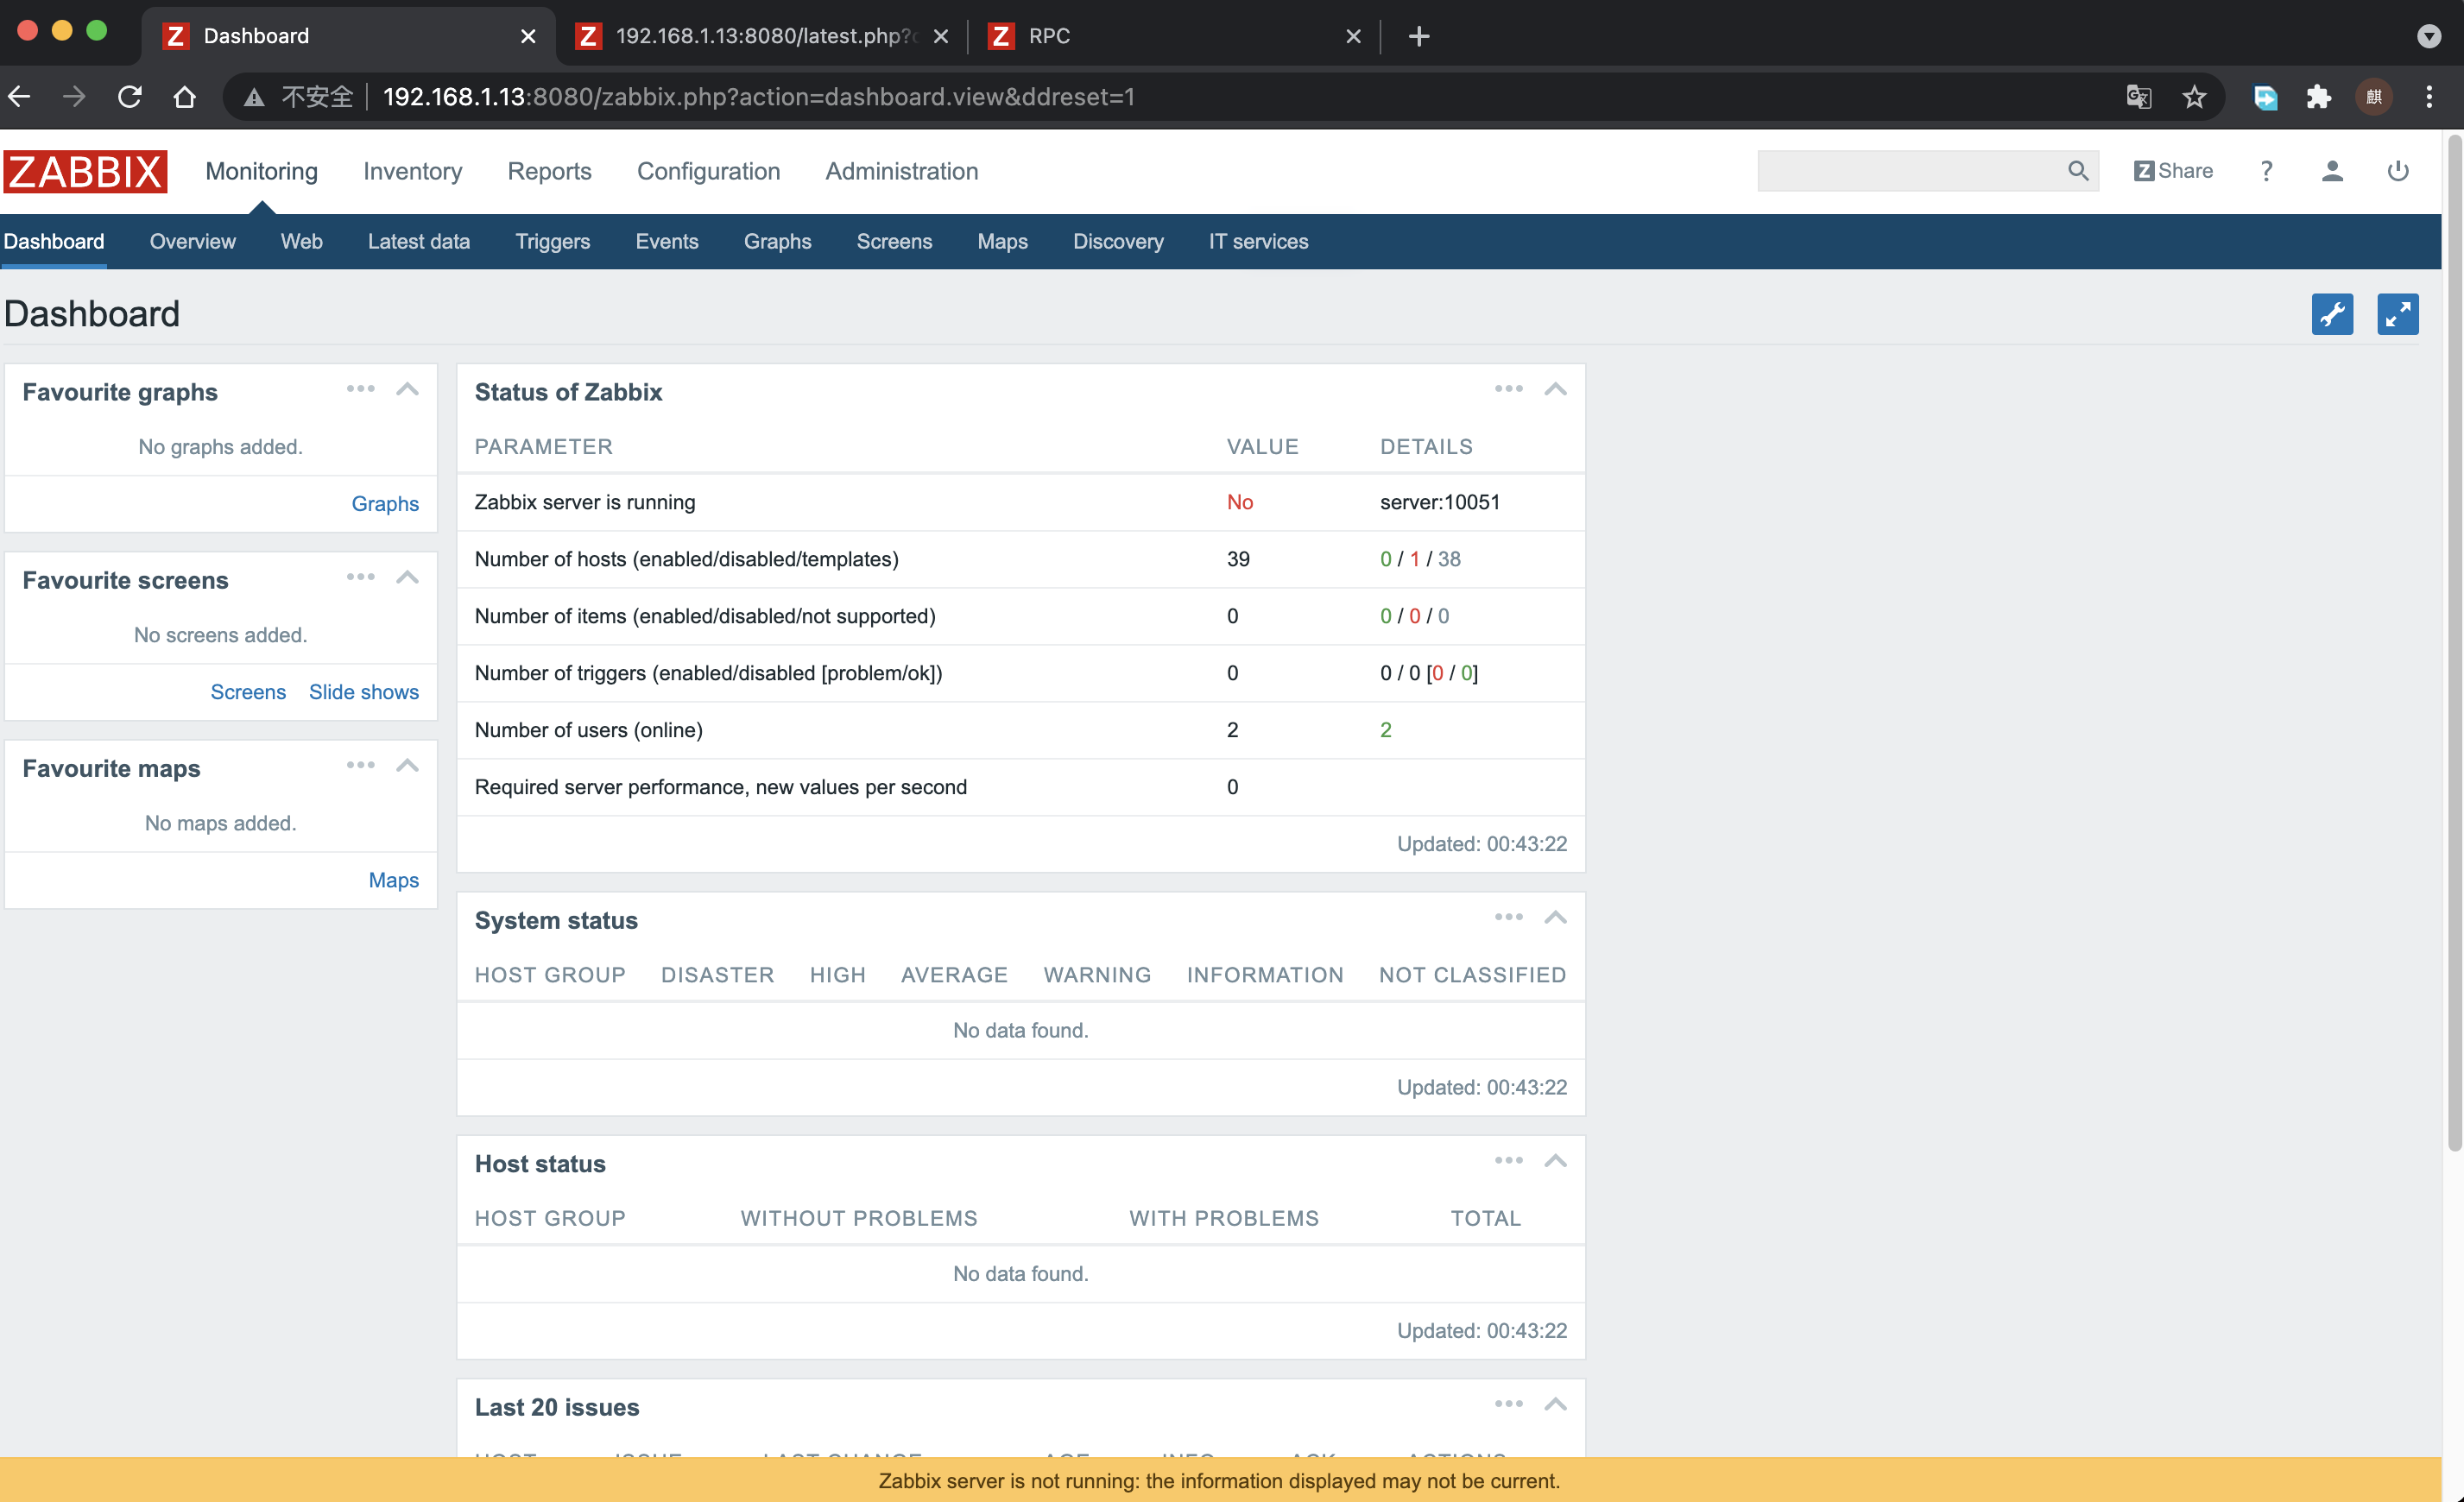 Dashboard
192.168.1.13:8080/latest.php?
RPC
不安全
192.168.1.13:8080/zabbix.php?action=dashboard.view&ddreset=1
麒
ZABBIX
Monitoring
Inventory
Reports
Configuration
Administration
Z Share
?
Dashboard
Overview
Web
Latest data
Triggers
Events
Graphs
Screens
Maps
Discovery
IT services
Dashboard
Favourite graphs
No graphs added.
Graphs
Favourite screens
No screens added.
Screens Slide shows
Favourite maps
No maps added.
Maps
Status of Zabbix
PARAMETER VALUE DETAILS
Zabbix server is running No server:10051
Number of hosts (enabled/disabled/templates) 39 0 / 1 / 38
Number of items (enabled/disabled/not supported) 0 0 / 0 / 0
Number of triggers (enabled/disabled [problem/ok]) 0 0 / 0 [0 / 0]
Number of users (online) 2 2
Required server performance, new values per second 0
Updated: 00:43:22
System status
HOST GROUP DISASTER HIGH AVERAGE WARNING INFORMATION NOT CLASSIFIED
No data found.
Updated: 00:43:22
Host status
HOST GROUP WITHOUT PROBLEMS WITH PROBLEMS TOTAL
No data found.
Updated: 00:43:22
Last 20 issues
HOST ISSUE LAST CHANGE AGE INFO ACK ACTIONS
Zabbix server is not running: the information displayed may not be current.